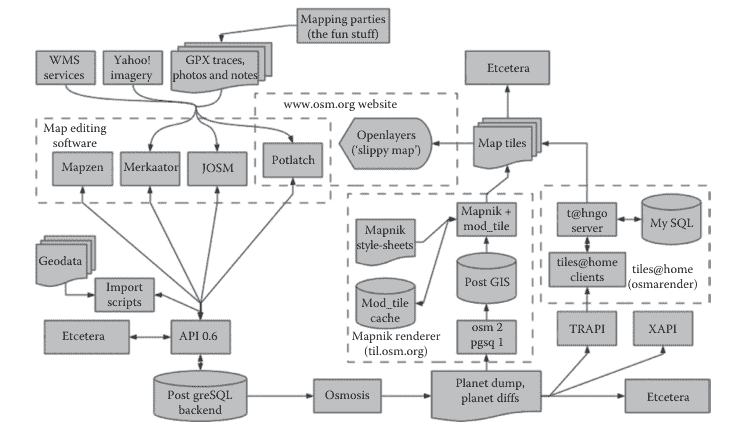 Mapping parties
(the fun stuff)
WMS
services
Yahoo!
imagery
GPX traces,
photos and notes
Etcetera
www.osm.org website
Map editing
software
Openlayers
(‘slippy map’)
Map tiles
Mapzen
Merkaator
JOSM
Potlatch
Mapnik
style-sheets
Mapnik +
mod_tile
t@hngo
server
My SQL
Geodata
Import
scripts
Mod_tile
cache
Post GIS
tiles@home
clients
tiles@home
(osmarender)
Mapnik renderer
(til.osm.org)
Etcetera
API 0.6
osm 2
pgsq 1
TRAPI
XAPI
Post greSQL
backend
Osmosis
Planet dump,
planet diffs
Etcetera